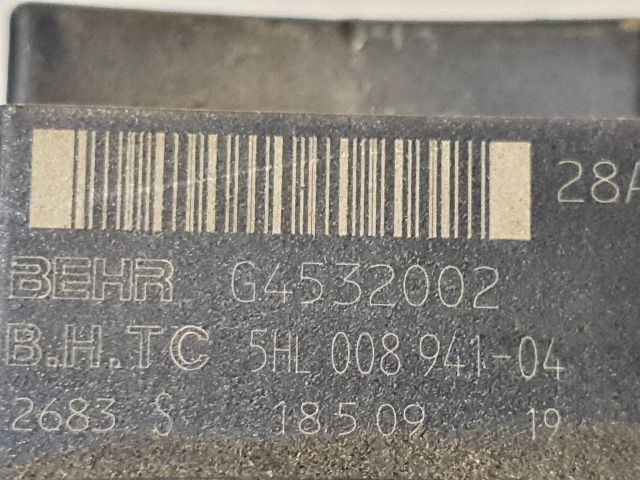 28A
BEHR G4532002
B.H.TC 5HL 008 941-04
2683 S 18.5.09 19